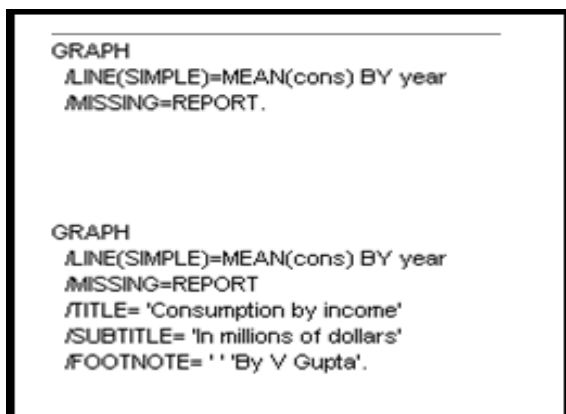 GRAPH
/LINE(SIMPLE)=MEAN(cons) BY year
/MISSING=REPORT.
GRAPH
/LINE(SIMPLE)=MEAN(cons) BY year
/MISSING=REPORT
/TITLE= 'Consumption by income'
/SUBTITLE= 'In millions of dollars'
/FOOTNOTE= ' ' 'By V Gupta'.